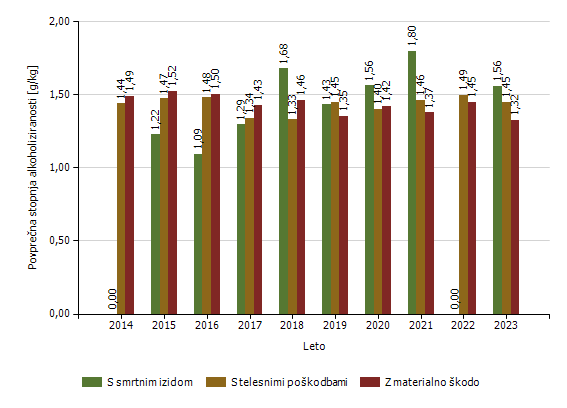 2,00
1,50
1,00
0,50
0,00
Povprečna stopnja alkoholiziranosti [g/kg]
0,00 1,44 1,49
1,22 1,47 1,52
1,09 1,48 1,50
1,29 1,34 1,43
1,68 1,33 1,46
1,43 1,45 1,35
1,56 1,40 1,42
1,80 1,46 1,37
0,00 1,49 1,45
1,56 1,45 1,32
2014 2015 2016 2017 2018 2019 2020 2021 2022 2023
Leto
S smrtnim izidom S telesnimi poškodbami Z materialno škodo